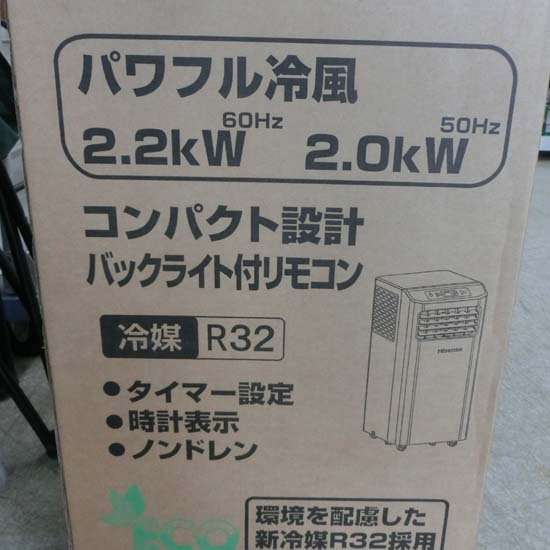 パワフル冷風
2.2kW 60Hz 2.0kW 50Hz
コンパクト設計
バックライト付リモコン
冷媒 R32
Hisense
●タイマー設定
●時計表示
●ノンドレン
ECO
環境を配慮した
新冷媒R32採用